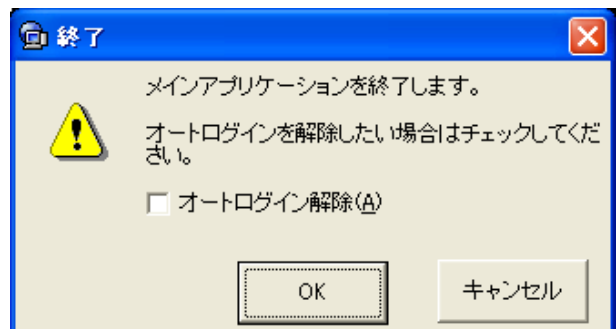 終了
メインアプリケーションを終了します。
オートログインを解除したい場合はチェックしてくだ
さい。
オートログイン解除(A)
OK キャンセル